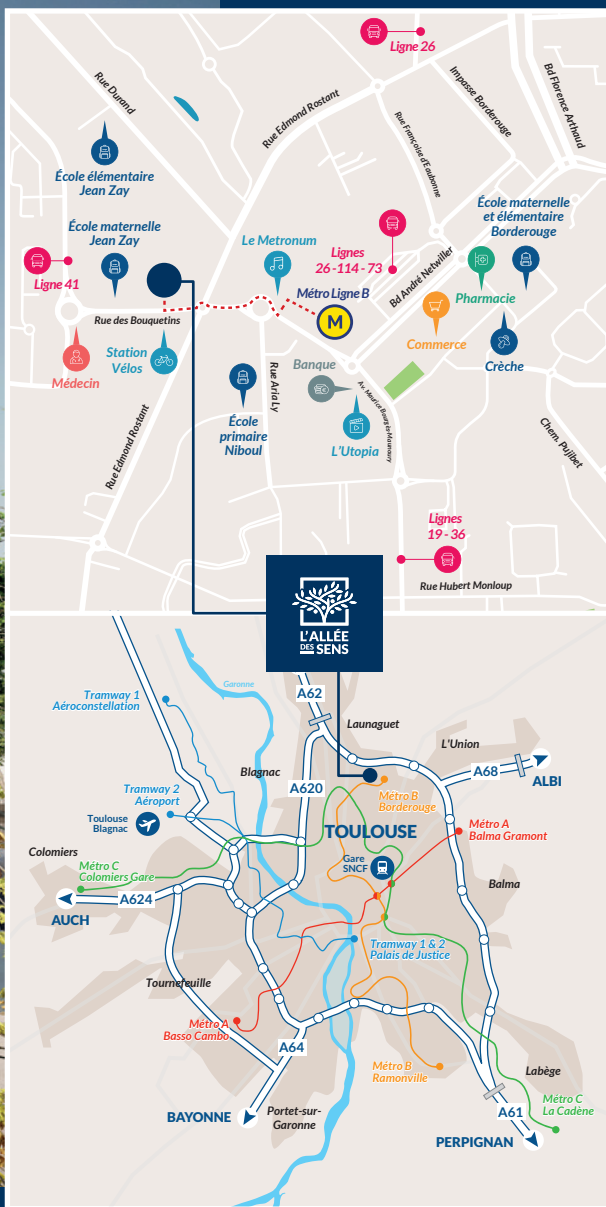 Ligne 26
Rue Durand
Rue Edmond Rostant
Impasse Borderouge
Bd Florence Arthaud
Rue Françoise d'Eaubonne
École élémentaire
Jean Zay
École maternelle
et élémentaire
Borderouge
École maternelle
Jean Zay
Le Metronum
Lignes
26 - 114 - 73
Bd André Netwiller
Ligne 41
Métro Ligne B
M
Pharmacie
Rue des Bouquetins
Commerce
Station
Vélos
Médecin
Banque
Crèche
Rue Aria Ly
Av. Maurice Bourgès-Maunoury
École
primaire
Niboul
L'Utopia
Rue Edmond Rostant
Chem. Pujibet
Lignes
19 - 36
Rue Hubert Monloup
L'ALLÉE
DES SENS
Garonne
Tramway 1
Aéroconstellation
A62
Launaguet
L'Union
Blagnac
A68
ALBI
Tramway 2
Aéroport
A620
Métro B
Borderouge
Toulouse
Blagnac
TOULOUSE
Métro A
Balma Gramont
Colomiers
Gare
SNCF
Métro C
Colomiers Gare
Balma
A624
AUCH
Tramway 1 & 2
Palais de Justice
Tournefeuille
Métro A
Basso Cambo
A64
Métro B
Ramonville
Labège
Métro C
La Cadène
BAYONNE
Portet-sur-
Garonne
A61
PERPIGNAN